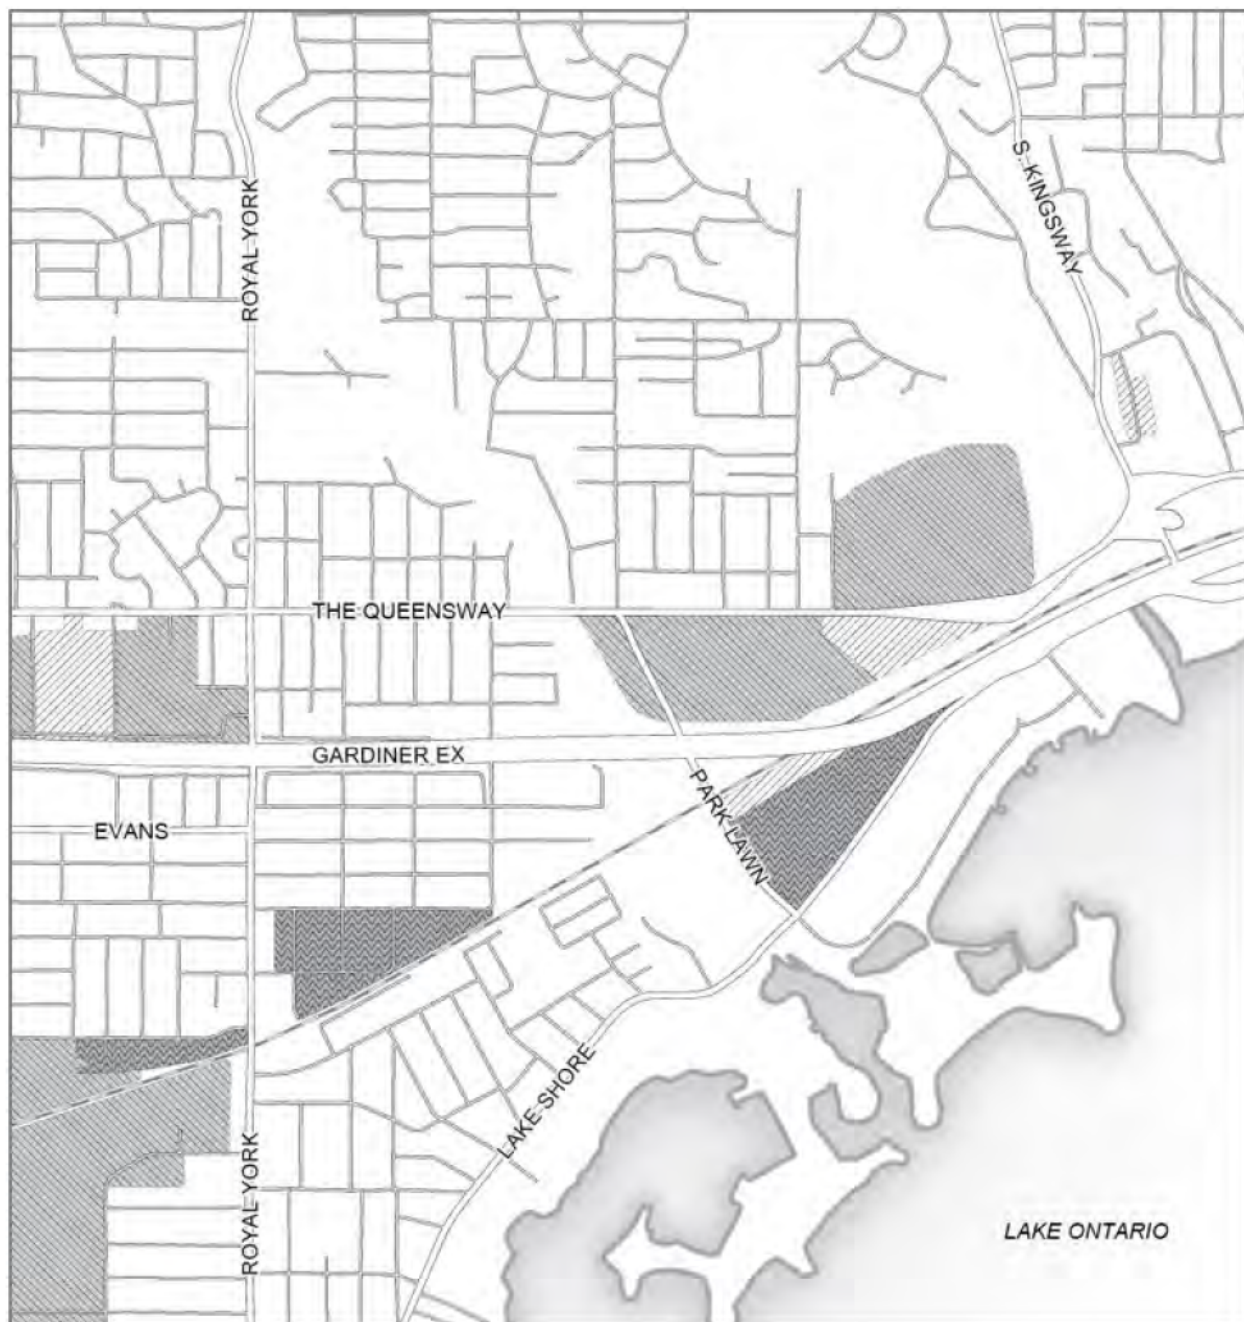 ROYAL YORK
S. KINGSWAY
THE QUEENSWAY
GARDINER EX
EVANS
PARK LAWN
LAKE SHORE
ROYAL YORK
LAKE ONTARIO